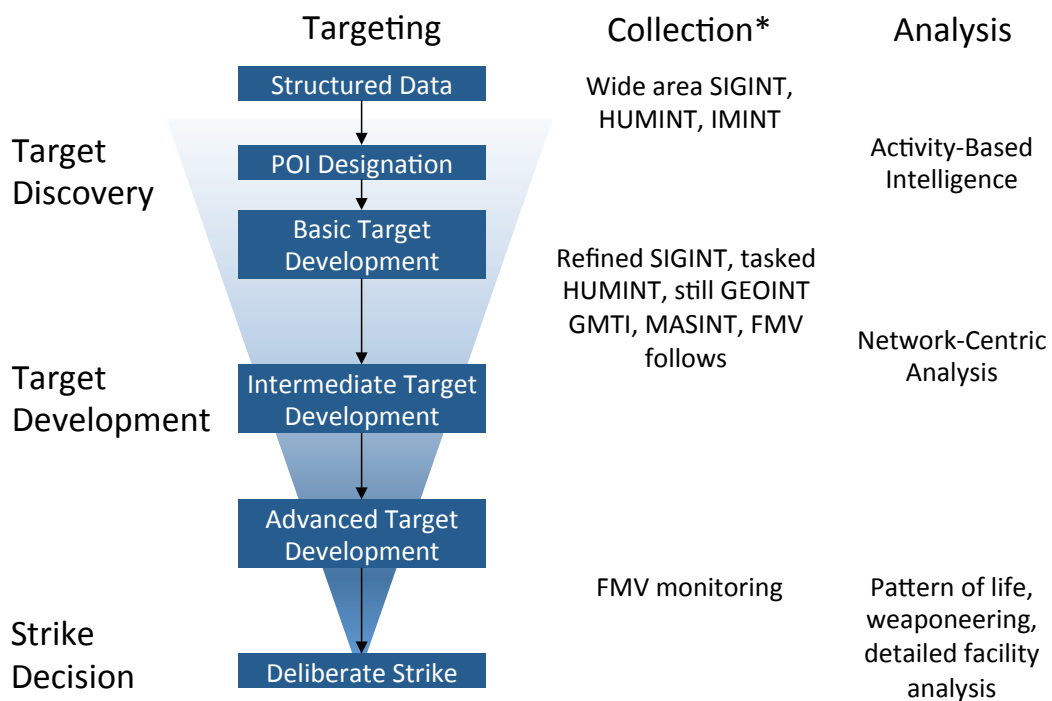 Targeting
Collection*
Analysis
Structured Data
Wide area SIGINT,
HUMINT, IMINT
Target
Discovery
POI Designation
Activity-Based
Intelligence
Basic Target
Development
Refined SIGINT, tasked
HUMINT, still GEOINT
GMTI, MASINT, FMV
follows
Network-Centric
Analysis
Target
Development
Intermediate Target
Development
Advanced Target
Development
FMV monitoring
Pattern of life,
weaponeering,
detailed facility
analysis
Strike
Decision
Deliberate Strike